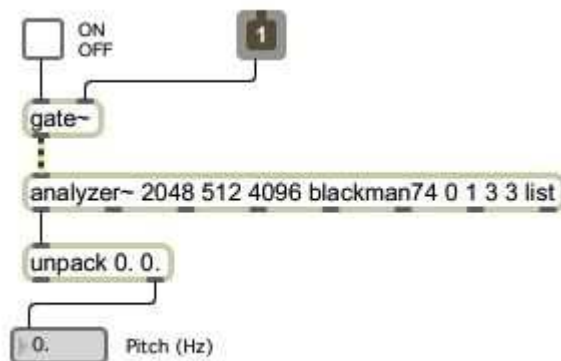 ON
OFF
1
gate~
analyzer~ 2048 512 4096 blackman74 0 1 3 3 list
unpack 0. 0.
0.
Pitch (Hz)